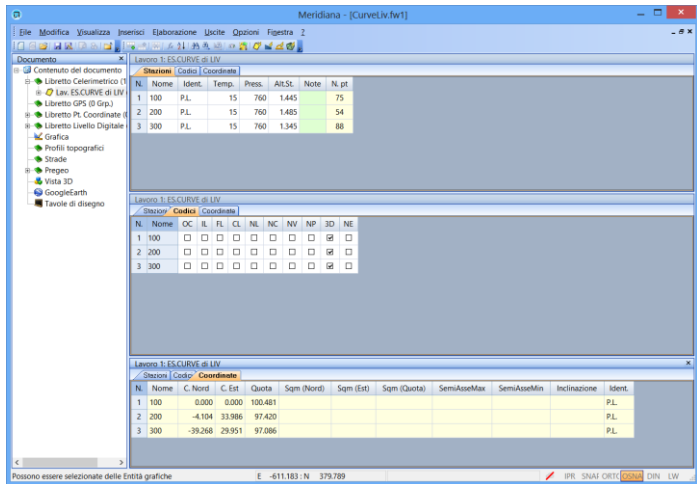 Meridiana - [CurveLiv.fw1]
File Modifica Visualizza Inserisci Elaborazione Uscite Opzioni Finestra ?
Documento
Contenuto del documento
Libretto Celerimetrico (1
Lav. ES.CURVE di LIV
Libretto GPS (0 Grp.)
Libretto Pt. Coordinate (
Libretto Livello Digitale
Grafica
Profili topografici
Strade
Pregeo
Vista 3D
GoogleEarth
Tavole di disegno
Lavoro 1: ES.CURVE di LIV
Stazioni Codici Coordinate
N. Nome Ident. Temp. Press. Alt.St. Note N. pt
1 100 P.L. 15 760 1.445 75
2 200 P.L. 15 760 1.485 54
3 300 P.L. 15 760 1.345 88
Lavoro 1: ES.CURVE di LIV
Stazioni Codici Coordinate
N. Nome OC IL FL CL NL NC NV NP 3D NE
1 100
2 200
3 300
Lavoro 1: ES.CURVE di LIV
Stazioni Codici Coordinate
N. Nome C. Nord C. Est Quota Sqm (Nord) Sqm (Est) Sqm (Quota) SemiAsseMax SemiAsseMin Inclinazione Ident.
1 100 0.000 0.000 100.481 P.L.
2 200 -4.104 33.986 97.420 P.L.
3 300 -39.268 29.951 97.086 P.L.
Possono essere selezionate delle Entità grafiche E -611.183 : N 379.789 IPR SNAF ORTC OSNA DIN LW